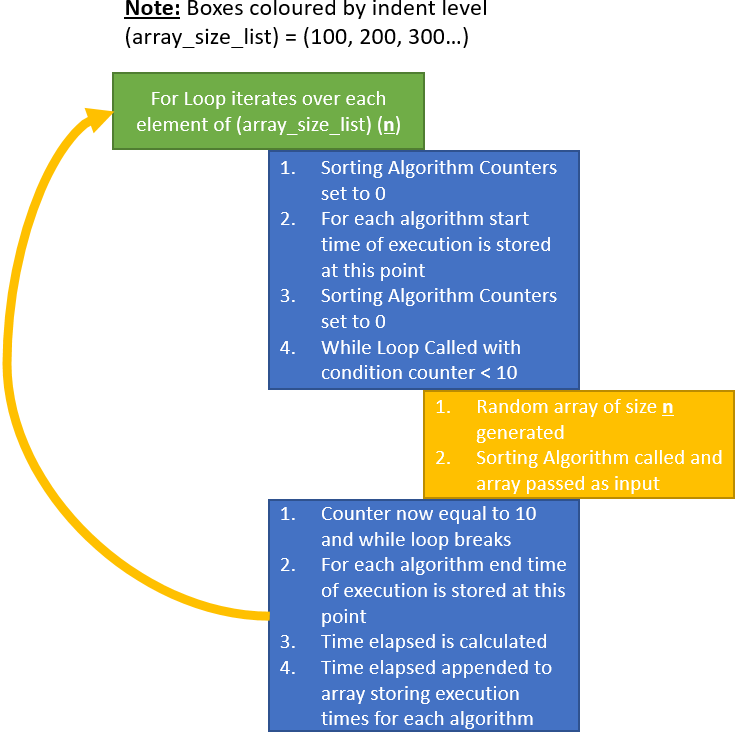 Note: Boxes coloured by indent level
(array_size_list) = (100, 200, 300…)
For Loop iterates over each
element of (array_size_list) (n)
1. Sorting Algorithm Counters
set to 0
2. For each algorithm start
time of execution is stored
at this point
3. Sorting Algorithm Counters
set to 0
4. While Loop Called with
condition counter < 10
1. Random array of size n
generated
2. Sorting Algorithm called and
array passed as input
1. Counter now equal to 10
and while loop breaks
2. For each algorithm end time
of execution is stored at this
point
3. Time elapsed is calculated
4. Time elapsed appended to
array storing execution
times for each algorithm